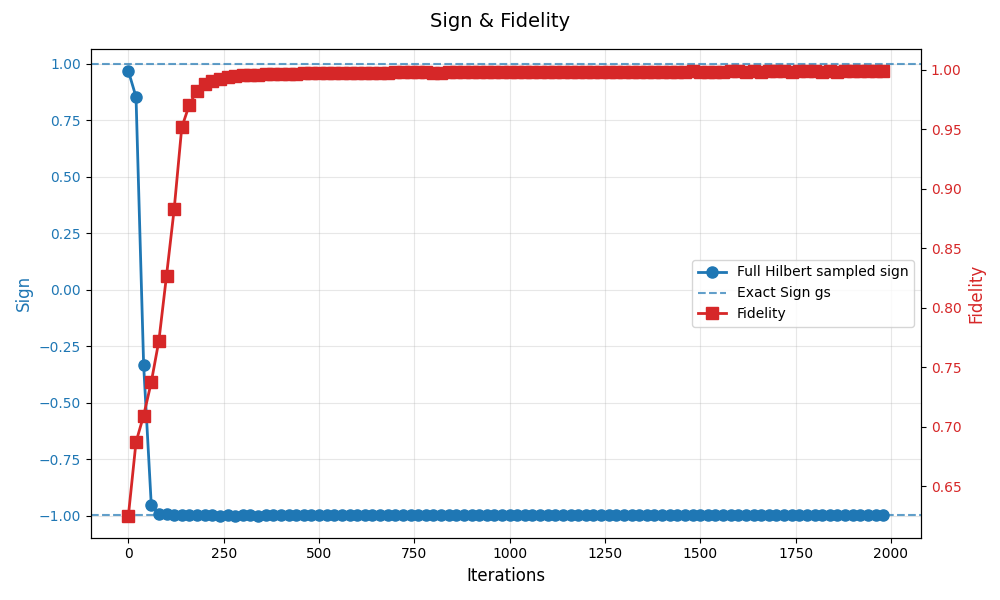 Sign & Fidelity
1.00
0.75
0.50
0.25
0.00
−0.25
−0.50
−0.75
−1.00
Sign
1.00
0.95
0.90
0.85
0.80
0.75
0.70
0.65
Fidelity
Full Hilbert sampled sign
Exact Sign gs
Fidelity
0 250 500 750 1000 1250 1500 1750 2000
Iterations